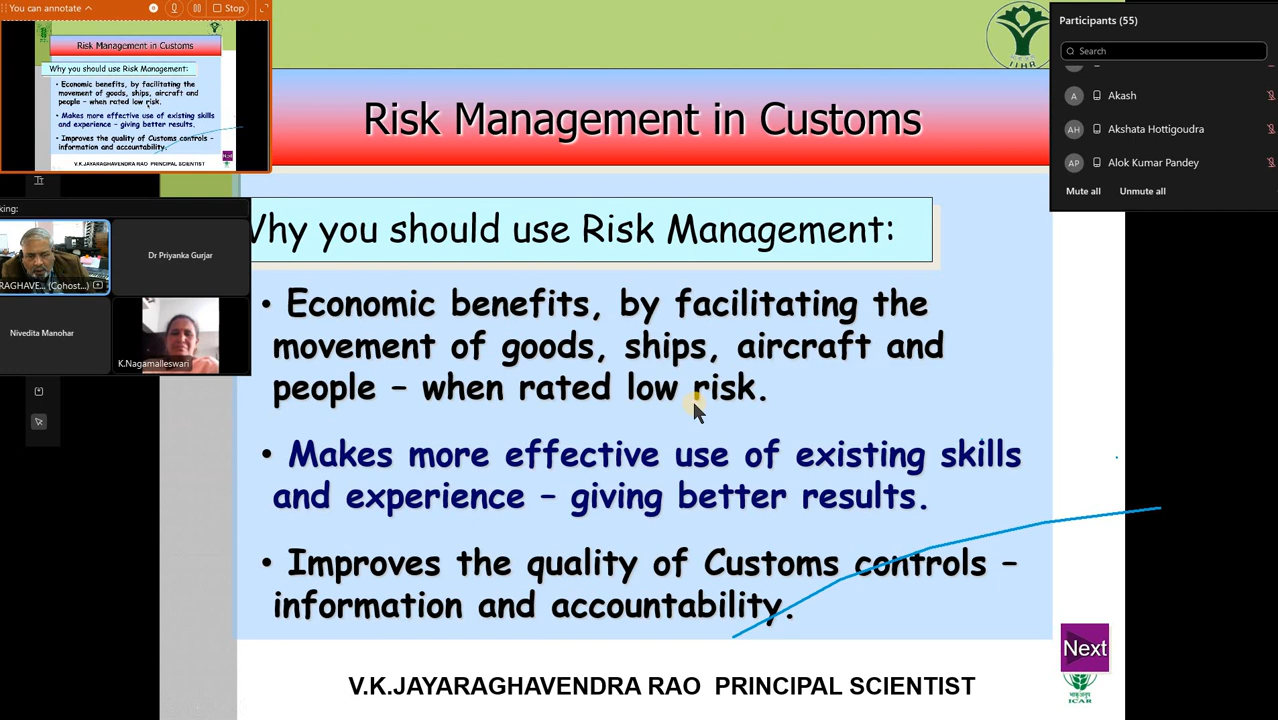 You can annotate
Stop
Risk Management in Customs
Why you should use Risk Management:
• Economic benefits, by facilitating the
movement of goods, ships, aircraft and
people – when rated low risk.
• Makes more effective use of existing skills
and experience – giving better results.
• Improves the quality of Customs controls –
information and accountability.
V.K.JAYARAGHAVENDRA RAO PRINCIPAL SCIENTIST
Next
IIHR
Risk Management in Customs
Why you should use Risk Management:
• Economic benefits, by facilitating the
movement of goods, ships, aircraft and
people – when rated low risk.
• Makes more effective use of existing skills
and experience – giving better results.
• Improves the quality of Customs controls –
information and accountability.
V.K.JAYARAGHAVENDRA RAO PRINCIPAL SCIENTIST
Next
ICAR
king:
RAGHAVE... (Cohost...)
Dr Priyanka Gurjar
Nivedita Manohar
K.Nagamalleswari
Participants (55)
Search
A Akash
AH Akshata Hottigoudra
AP Alok Kumar Pandey
Mute all Unmute all